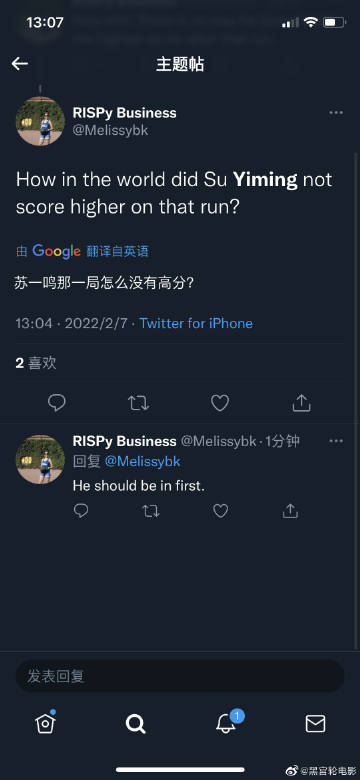 13:07
主题帖
RISPy Business
@Melissybk
How in the world did Su Yiming not
score higher on that run?
由 Google 翻译自英语
苏一鸣那一局怎么没有高分?
13:04 · 2022/2/7 · Twitter for iPhone
2 喜欢
RISPy Business @Melissybk · 1分钟
回复 @Melissybk
He should be in first.
发表回复
1
@黑官轮电影